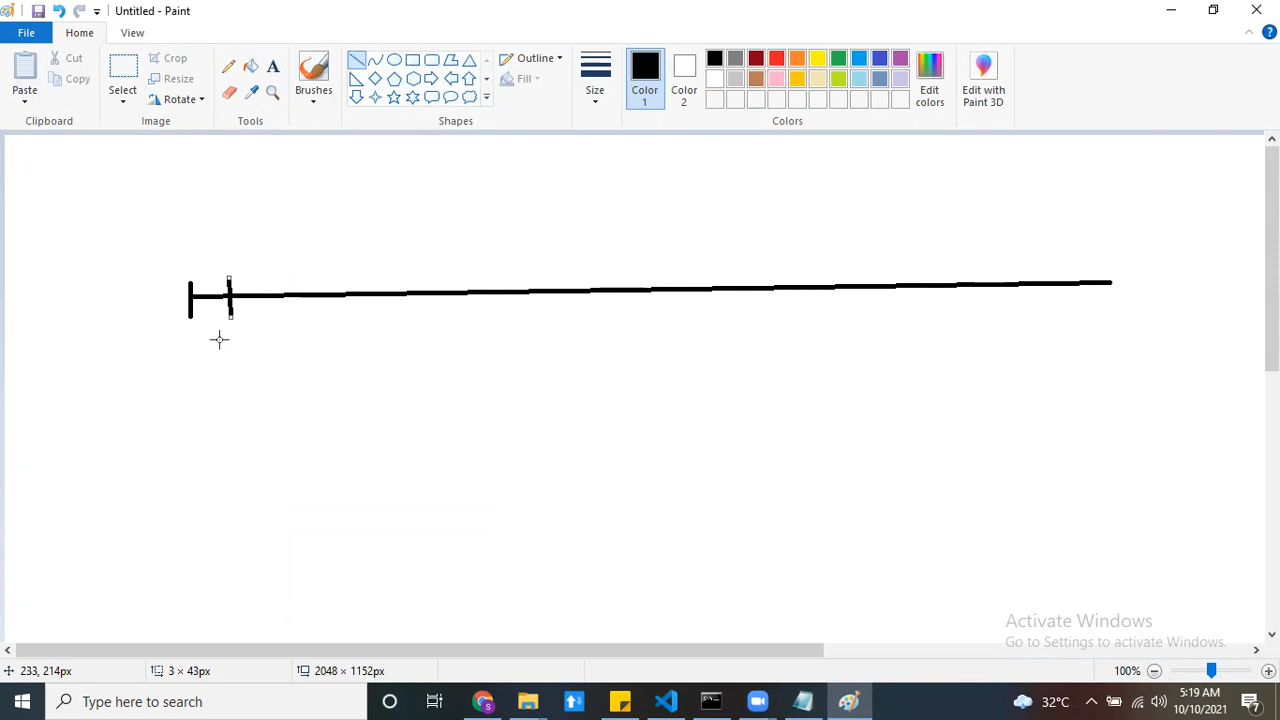 Untitled - Paint
File Home View
Paste
Cut
Copy
Clipboard
Select
Crop
Resize
Rotate
Image
A
Tools
Brushes
Outline
Fill
Shapes
Size
Color 1
Color 2
Edit colors
Colors
Edit with Paint 3D
Activate Windows
Go to Settings to activate Windows.
233, 214px 3 × 43px 2048 × 1152px 100%
Type here to search
32°C
5:19 AM
10/10/2021
7